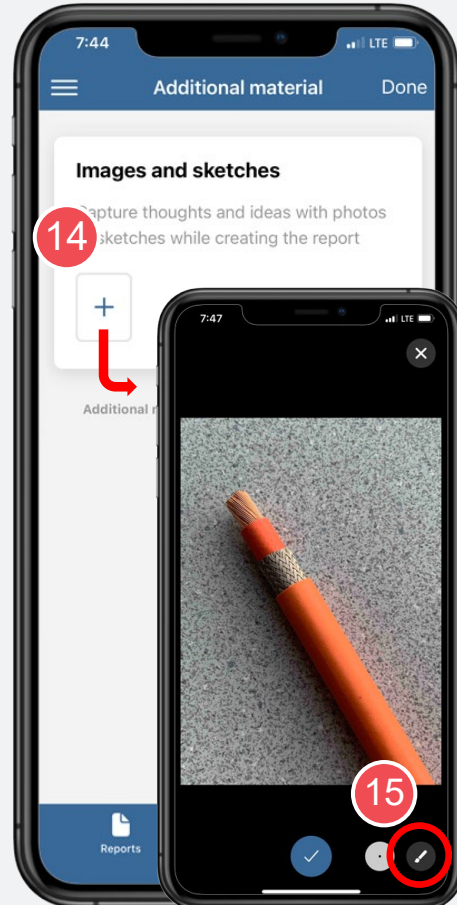 7:44
LTE
Additional material
Done
Images and sketches
Capture thoughts and ideas with photos
sketches while creating the report
14
+
Additional
7:47
LTE
15
Reports